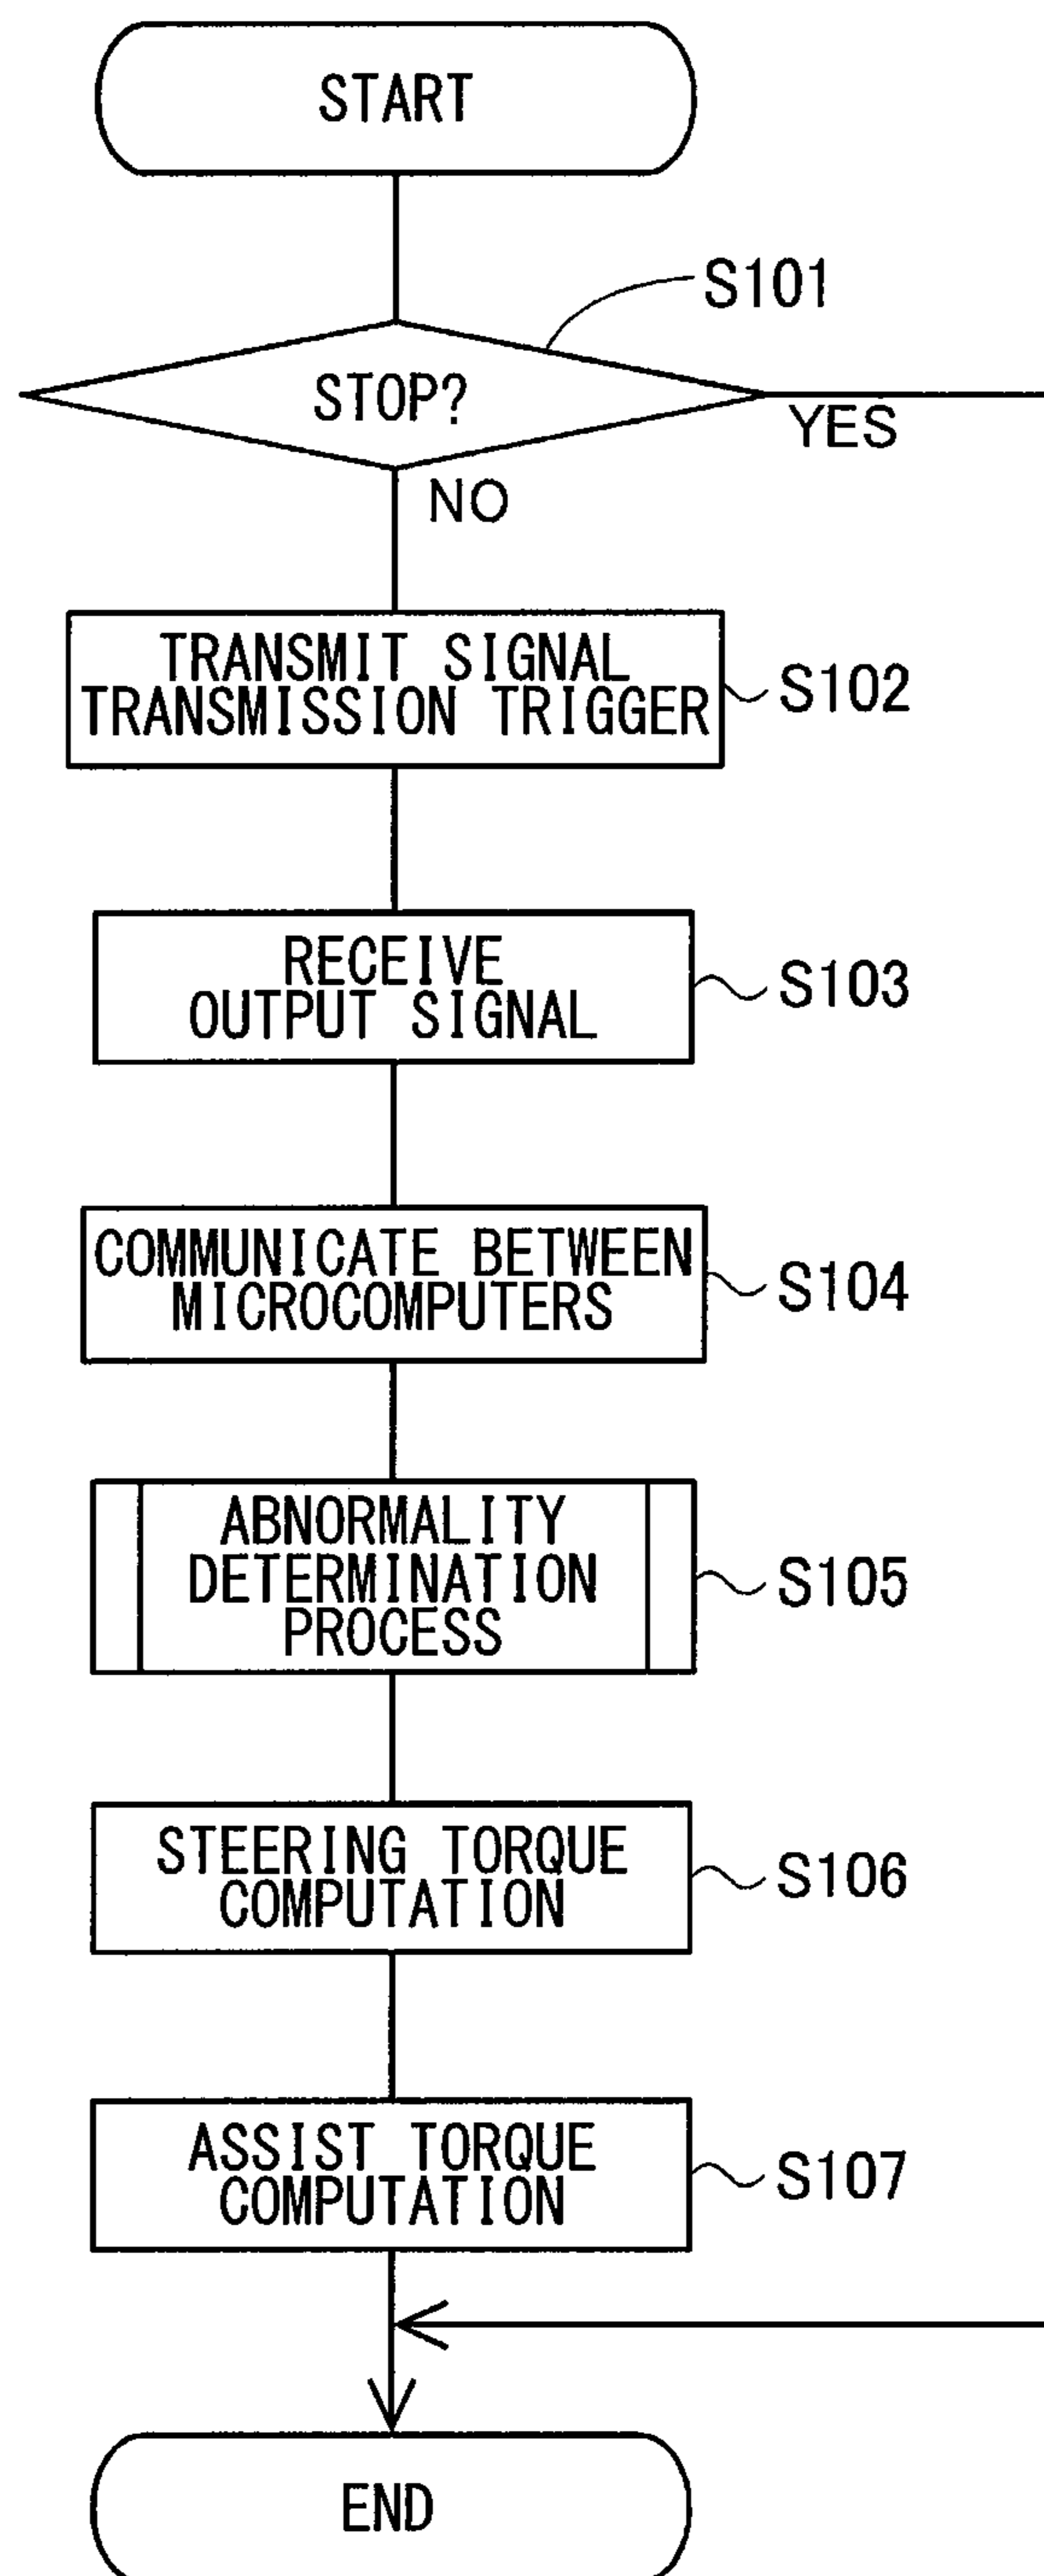 START
S101
STOP?
YES
NO
TRANSMIT SIGNAL
TRANSMISSION TRIGGER
S102
RECEIVE
OUTPUT SIGNAL
S103
COMMUNICATE BETWEEN
MICROCOMPUTERS
S104
ABNORMALITY
DETERMINATION
PROCESS
S105
STEERING TORQUE
COMPUTATION
S106
ASSIST TORQUE
COMPUTATION
S107
END